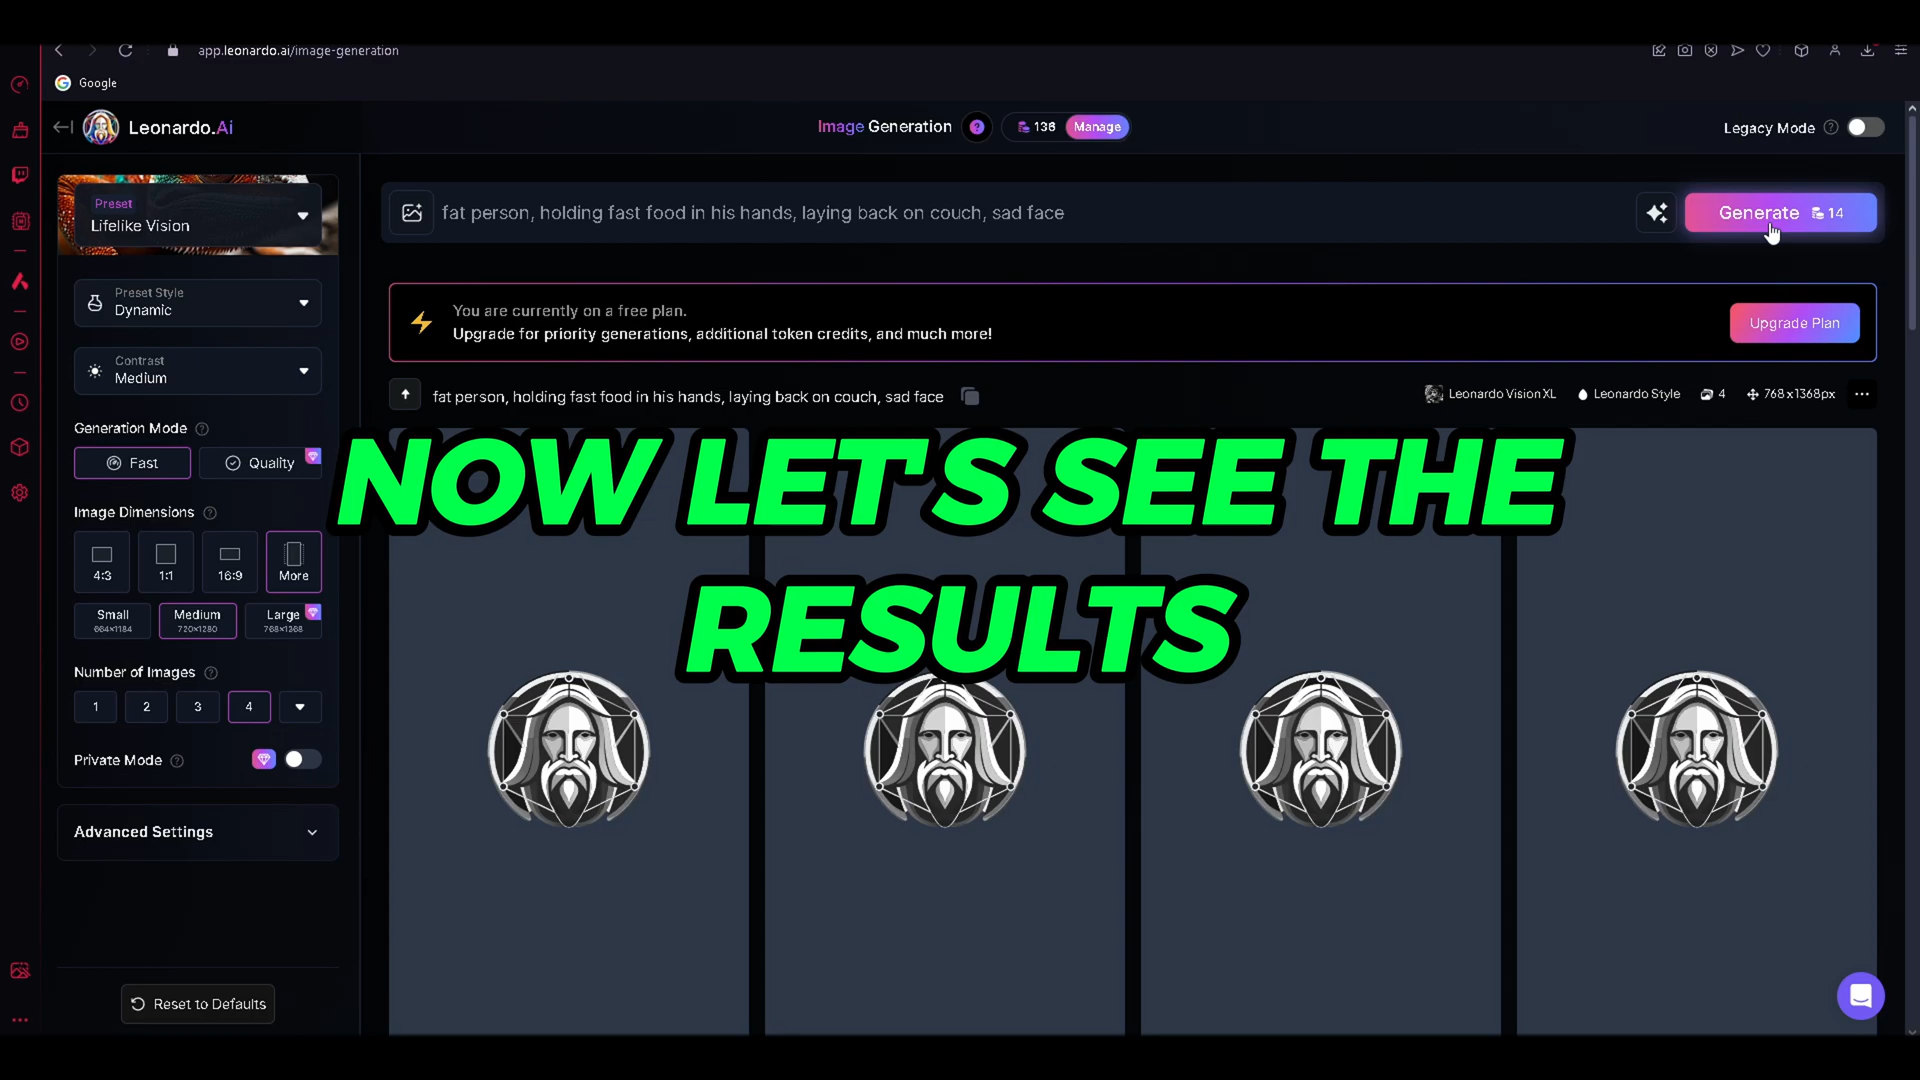 app.leonardo.ai/image-generation
Google
Leonardo.Ai
Image Generation
136
Manage
Legacy Mode
Preset
Lifelike Vision
fat person, holding fast food in his hands, laying back on couch, sad face
Generate 14
Preset Style
Dynamic
You are currently on a free plan.
Upgrade for priority generations, additional token credits, and much more!
Upgrade Plan
Contrast
Medium
fat person, holding fast food in his hands, laying back on couch, sad face
Leonardo Vision XL
Leonardo Style
4
768x1368px
Generation Mode
Fast
Quality
NOW LET'S SEE THE
RESULTS
Image Dimensions
4:3
1:1
16:9
More
Small
664x1184
Medium
720x1280
Large
768x1368
Number of Images
1
2
3
4
Private Mode
Advanced Settings
Reset to Defaults